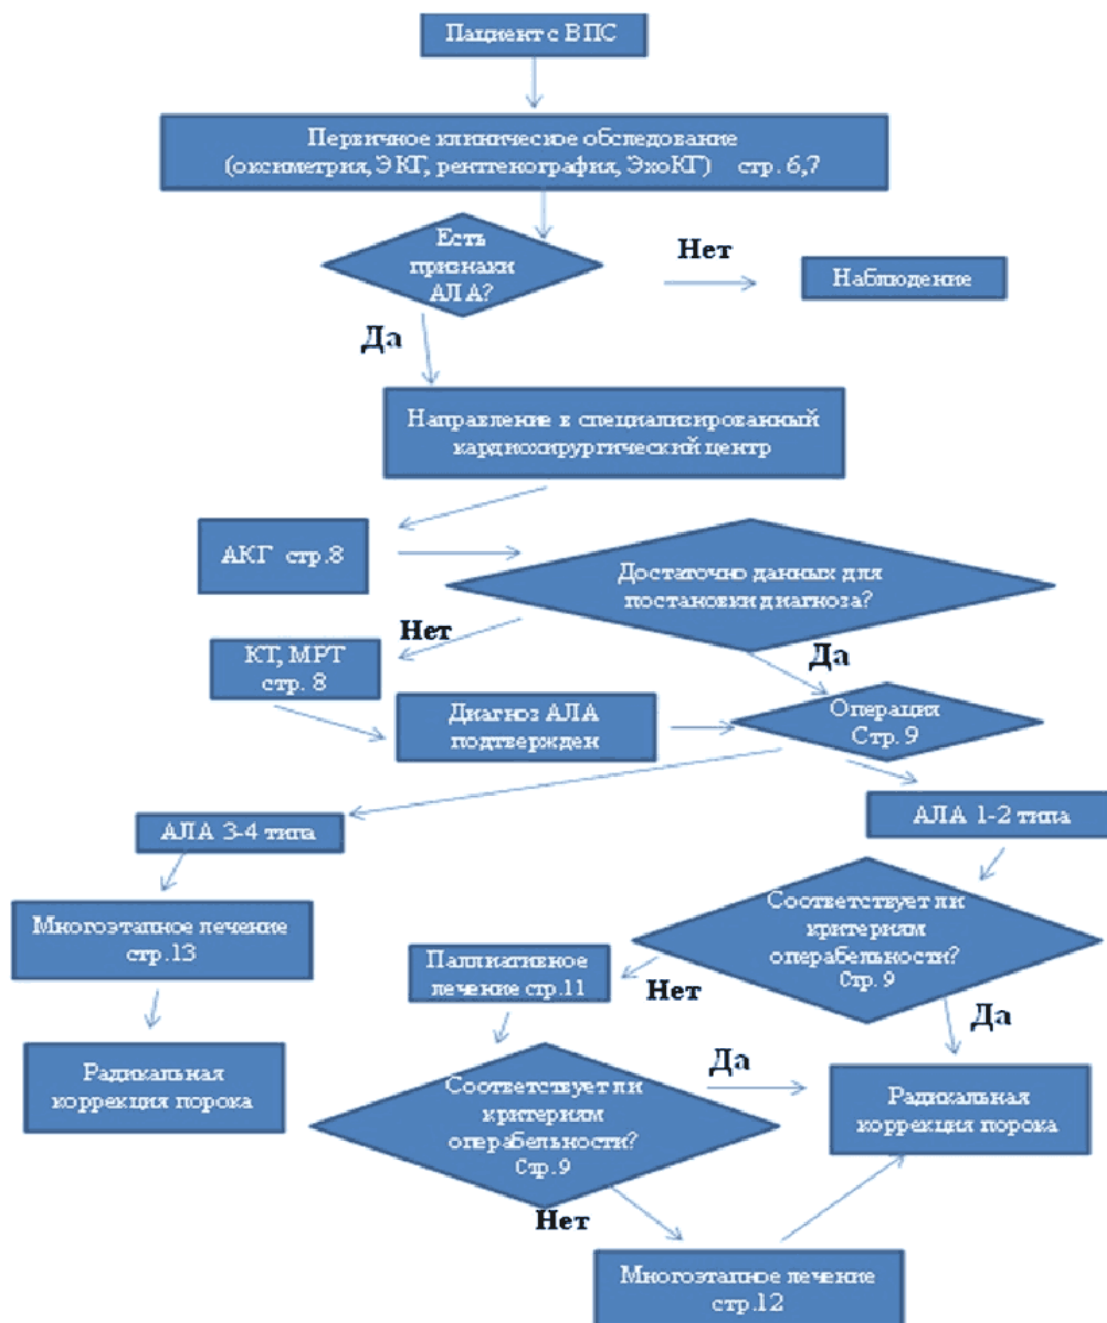 Пациент с ВПС
Первичное клиническое обследование
(оксиметрия, ЭКГ, рентгенография, ЭхоКГ) стр. 6,7
Есть
признаки
АЛА?
Нет
Наблюдение
Да
Направление в специализированный
кардиохирургический центр
АКГ стр.8
Достаточно данных для
постановки диагноза?
Нет
Да
КТ, МРТ
стр. 8
Диагноз АЛА
подтвержден
Операция
Стр. 9
АЛА 3-4 типа
АЛА 1-2 типа
Многоэтапное лечение
стр.13
Соответствует ли
критериям
операбельности?
Стр. 9
Паллиативное
лечение стр.11
Нет
Да
Радикальная
коррекция порока
Соответствует ли
критериям
операбельности?
Стр. 9
Да
Радикальная
коррекция порока
Нет
Многоэтапное лечение
стр.12